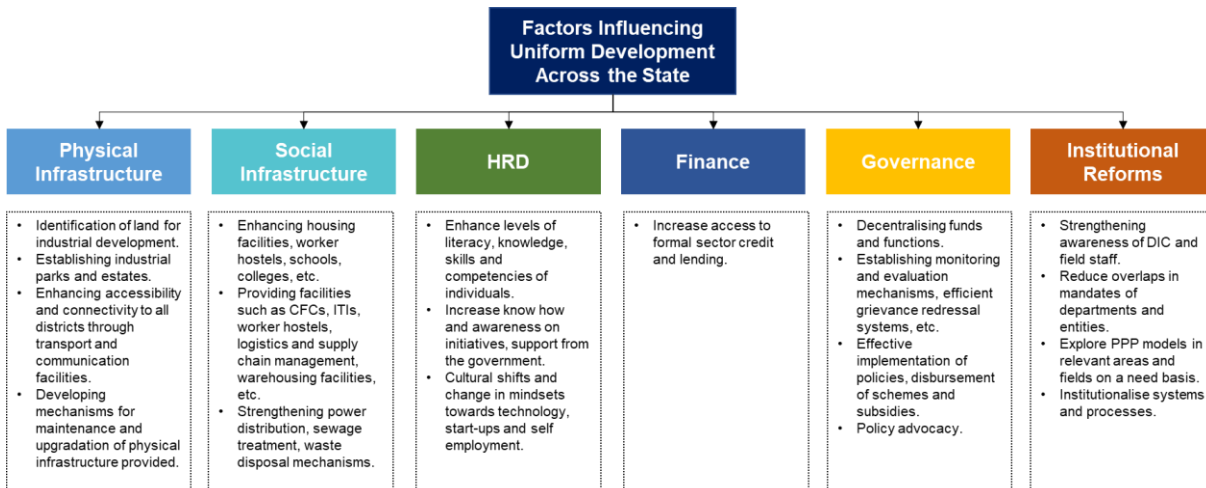 Factors Influencing
Uniform Development
Across the State
Physical
Infrastructure
• Identification of land for
industrial development.
• Establishing industrial
parks and estates.
• Enhancing accessibility
and connectivity to all
districts through
transport and
communication
facilities.
• Developing
mechanisms for
maintenance and
upgradation of physical
infrastructure provided.
Social
Infrastructure
• Enhancing housing
facilities, worker
hostels, schools,
colleges, etc.
• Providing facilities
such as CFCs, ITIs,
worker hostels,
logistics and supply
chain management,
warehousing facilities,
etc.
• Strengthening power
distribution, sewage
treatment, waste
disposal mechanisms.
HRD
• Enhance levels of
literacy, knowledge,
skills and
competencies of
individuals.
• Increase know how
and awareness on
initiatives, support from
the government.
• Cultural shifts and
change in mindsets
towards technology,
start-ups and self
employment.
Finance
• Increase access to
formal sector credit
and lending.
Governance
• Decentralising funds
and functions.
• Establishing monitoring
and evaluation
mechanisms, efficient
grievance redressal
systems, etc.
• Effective
implementation of
policies, disbursement
of schemes and
subsidies.
• Policy advocacy.
Institutional
Reforms
• Strengthening
awareness of DIC and
field staff.
• Reduce overlaps in
mandates of
departments and
entities.
• Explore PPP models in
relevant areas and
fields on a need basis.
• Institutionalise systems
and processes.